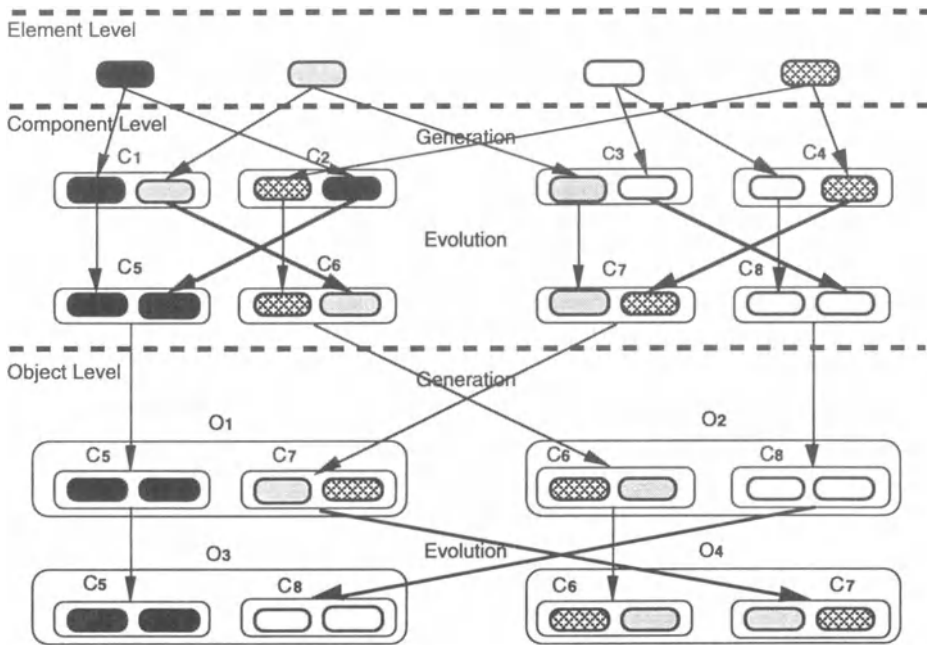 Element Level
Component Level
Generation
C1
C2
C3
C4
Evolution
C5
C6
C7
C8
Object Level
Generation
O1
O2
C5
C7
C6
C8
Evolution
O3
O4
C5
C8
C6
C7